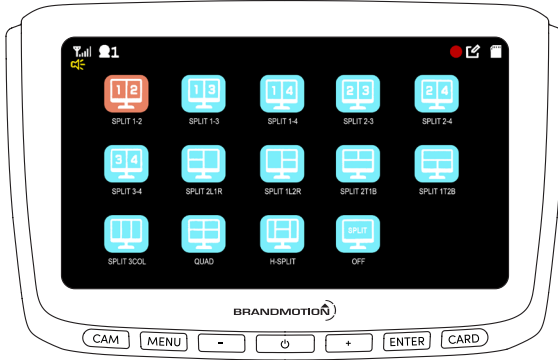 1
1 2
1 3
1 4
2 3
2 4
SPLIT 1-2
SPLIT 1-3
SPLIT 1-4
SPLIT 2-3
SPLIT 2-4
3 4
SPLIT 3-4
SPLIT 2L1R
SPLIT 1L2R
SPLIT 2T1B
SPLIT 1T2B
SPLIT
SPLIT 3COL
QUAD
H-SPLIT
OFF
BRANDMOTION
CAM
MENU
-
+
ENTER
CARD